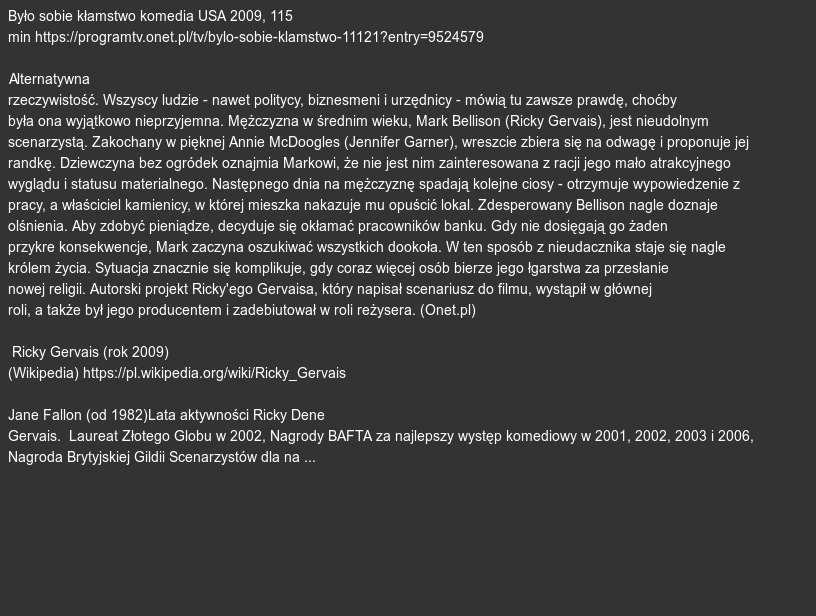 Było sobie kłamstwo komedia USA 2009, 115
min https://programtv.onet.pl/tv/bylo-sobie-klamstwo-11121?entry=9524579
Alternatywna
rzeczywistość. Wszyscy ludzie - nawet politycy, biznesmeni i urzędnicy - mówią tu zawsze prawdę, choćby
była ona wyjątkowo nieprzyjemna. Mężczyzna w średnim wieku, Mark Bellison (Ricky Gervais), jest nieudolnym
scenarzystą. Zakochany w pięknej Annie McDoogles (Jennifer Garner), wreszcie zbiera się na odwagę i proponuje jej
randkę. Dziewczyna bez ogródek oznajmia Markowi, że nie jest nim zainteresowana z racji jego mało atrakcyjnego
wyglądu i statusu materialnego. Następnego dnia na mężczyznę spadają kolejne ciosy - otrzymuje wypowiedzenie z
pracy, a właściciel kamienicy, w której mieszka nakazuje mu opuścić lokal. Zdesperowany Bellison nagle doznaje
olśnienia. Aby zdobyć pieniądze, decyduje się okłamać pracowników banku. Gdy nie dosięgają go żaden
przykre konsekwencje, Mark zaczyna oszukiwać wszystkich dookoła. W ten sposób z nieudacznika staje się nagle
królem życia. Sytuacja znacznie się komplikuje, gdy coraz więcej osób bierze jego łgarstwa za przesłanie
nowej religii. Autorski projekt Ricky'ego Gervaisa, który napisał scenariusz do filmu, wystąpił w głównej
roli, a także był jego producentem i zadebiutował w roli reżysera. (Onet.pl)
Ricky Gervais (rok 2009)
(Wikipedia) https://pl.wikipedia.org/wiki/Ricky_Gervais
Jane Fallon (od 1982)Lata aktywności Ricky Dene
Gervais.  Laureat Złotego Globu w 2002, Nagrody BAFTA za najlepszy występ komediowy w 2001, 2002, 2003 i 2006,
Nagroda Brytyjskiej Gildii Scenarzystów dla na ...